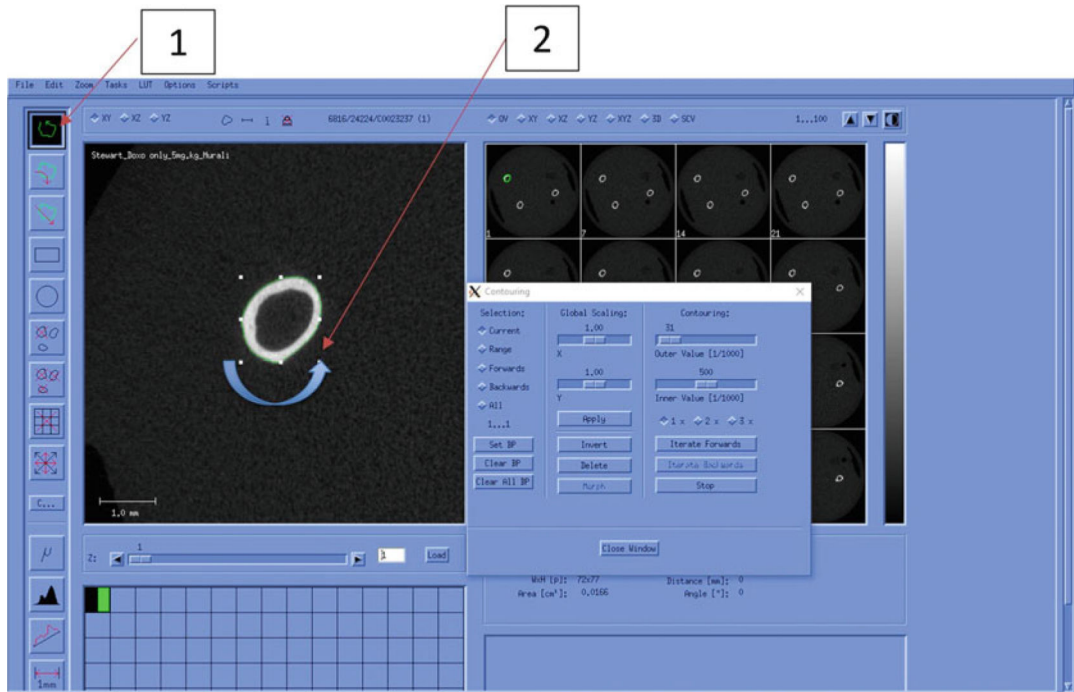 1
2
File Edit Zoom Tasks LUT Options Scripts
XY XZ YZ
6816/24224/C0023237 (1)
OV XY XZ YZ XYZ 3D SCV
1...100
Stewart_Doxo only_5mg.kg_Murali
1 7 14 21
X Contouring
Selection: Global Scaling: Contouring:
Current 1.00 31
Range X Outer Value [1/1000]
Forwards 1.00 500
Backwards Y Inner Value [1/1000]
All
1...1 Apply 1 x 2 x 3 x
Set BP Invert Iterate Forwards
Clear BP Delete Iterate Backwards
Clear All BP Morph Stop
Close Window
1.0 mm
C...
μ
Z: 1 1 Load
WxH [p]: 72x77 Distance [mm]: 0
Area [cm²]: 0.0166 Angle [°]: 0
1mm